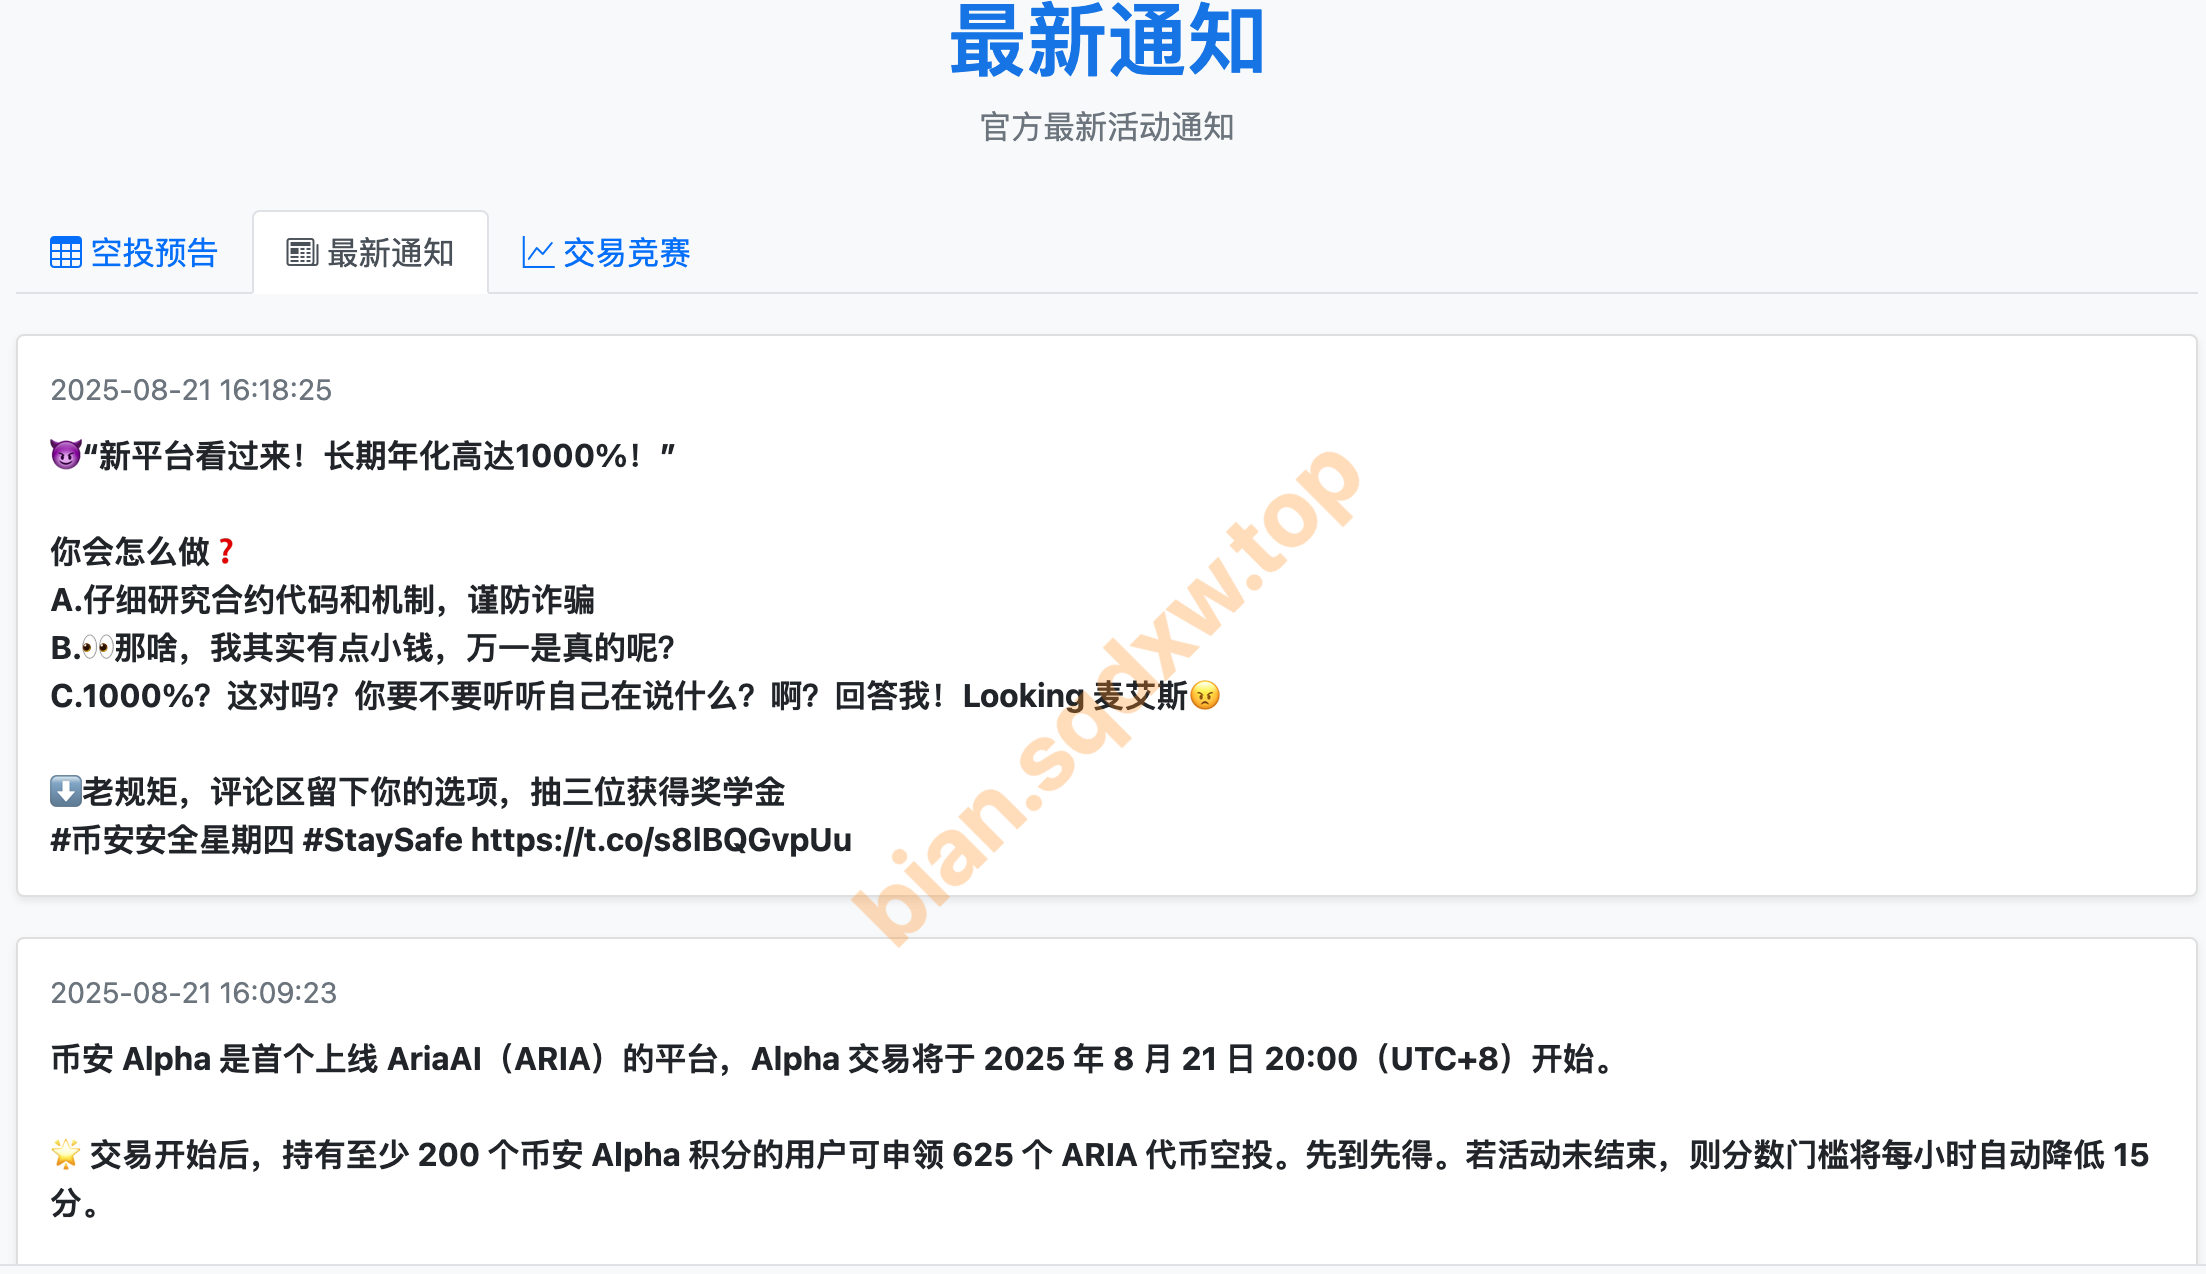 最新通知
官方最新活动通知
空投预告 最新通知 交易竞赛
2025-08-21 16:18:25
😈“新平台看过来！长期年化高达1000%！”
你会怎么做❓
A.仔细研究合约代码和机制，谨防诈骗
B.👀那啥，我其实有点小钱，万一是真的呢？
C.1000%？这对吗？你要不要听听自己在说什么？啊？回答我！Looking 麦艾斯😠
⬇️老规矩，评论区留下你的选项，抽三位获得奖学金
#币安安全星期四 #StaySafe https://t.co/s8lBQGvpUu
bian.sqdxw.top
2025-08-21 16:09:23
币安 Alpha 是首个上线 AriaAI（ARIA）的平台，Alpha 交易将于 2025 年 8 月 21 日 20:00（UTC+8）开始。
🌟 交易开始后，持有至少 200 个币安 Alpha 积分的用户可申领 625 个 ARIA 代币空投。先到先得。若活动未结束，则分数门槛将每小时自动降低 15
分。